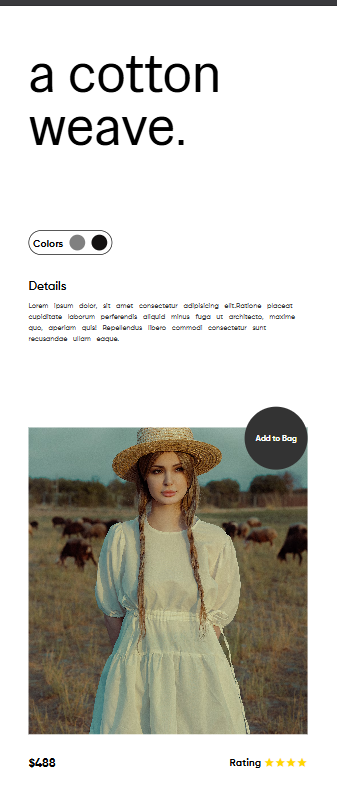 a cotton
weave.
Colors
Details
Lorem ipsum dolor, sit amet consectetur adipisicing elit.Ratione placeat
cupiditate laborum perferendis aliquid minus fuga ut architecto, maxime
quo, aperiam quisi Repellendus libero commodi consectetur sunt
recusandae ullam eaque.
Add to Bag
$488
Rating